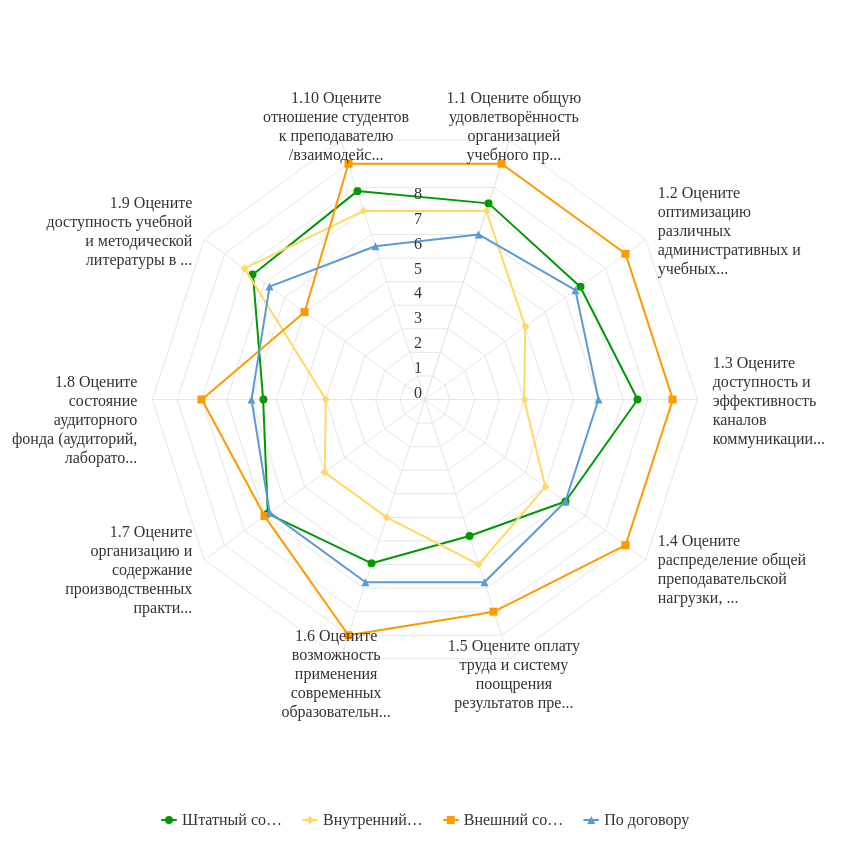 1.10 Оцените
отношение студентов
к преподавателю
/взаимодейс...
1.1 Оцените общую
удовлетворённость
организацией
учебного пр...
1.9 Оцените
доступность учебной
и методической
литературы в ...
1.2 Оцените
оптимизацию
различных
административных и
учебных...
8
7
6
5
4
3
2
1
0
1.8 Оцените
состояние
аудиторного
фонда (аудиторий,
лаборато...
1.3 Оцените
доступность и
эффективность
каналов
коммуникации...
1.7 Оцените
организацию и
содержание
производственных
практи...
1.4 Оцените
распределение общей
преподавательской
нагрузки, ...
1.6 Оцените
возможность
применения
современных
образовательн...
1.5 Оцените оплату
труда и систему
поощрения
результатов пре...
Штатный со… Внутренний… Внешний со… По договору